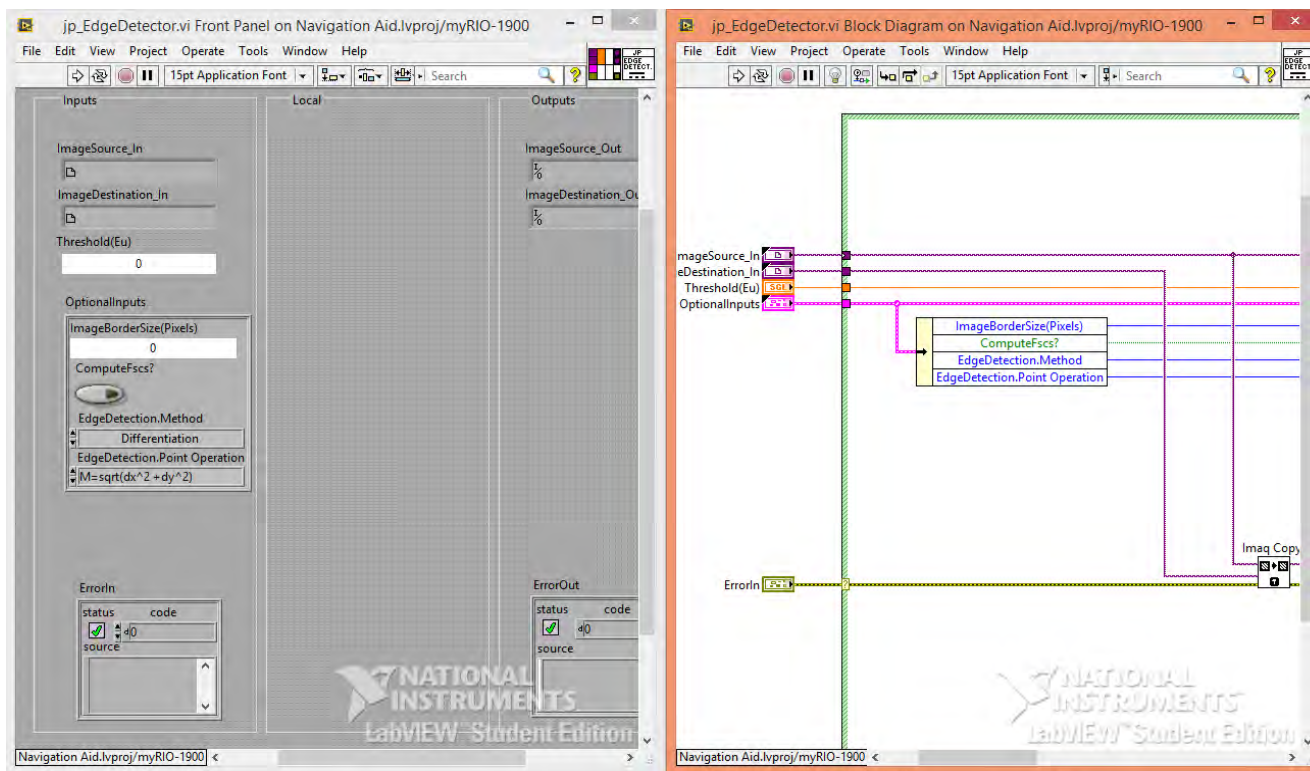 jp_EdgeDetector.vi Front Panel on Navigation Aid.lvproj/myRIO-1900
File Edit View Project Operate Tools Window Help
15pt Application Font
Search
JP
EDGE
DETECT.
Inputs Local Outputs
ImageSource_In
ImageDestination_In
Threshold(Eu)
0
OptionalInputs
ImageBorderSize(Pixels)
0
ComputeFscs?
EdgeDetection.Method
Differentiation
EdgeDetection.Point Operation
M=sqrt(dx^2 +dy^2)
ErrorIn
status code
d0
source
ImageSource_Out
ImageDestination_Ou
ErrorOut
status code
d0
source
NATIONAL
INSTRUMENTS
LabVIEW™ Student Edition
Navigation Aid.lvproj/myRIO-1900
jp_EdgeDetector.vi Block Diagram on Navigation Aid.lvproj/myRIO-1900
File Edit View Project Operate Tools Window Help
15pt Application Font
Search
JP
EDGE
DETECT.
mageSource_In
eDestination_In
Threshold(Eu) SGL
OptionalInputs
ImageBorderSize(Pixels)
ComputeFscs?
EdgeDetection.Method
EdgeDetection.Point Operation
Imaq Copy
ErrorIn
NATIONAL
INSTRUMENTS
LabVIEW™ Student Edition
Navigation Aid.lvproj/myRIO-1900